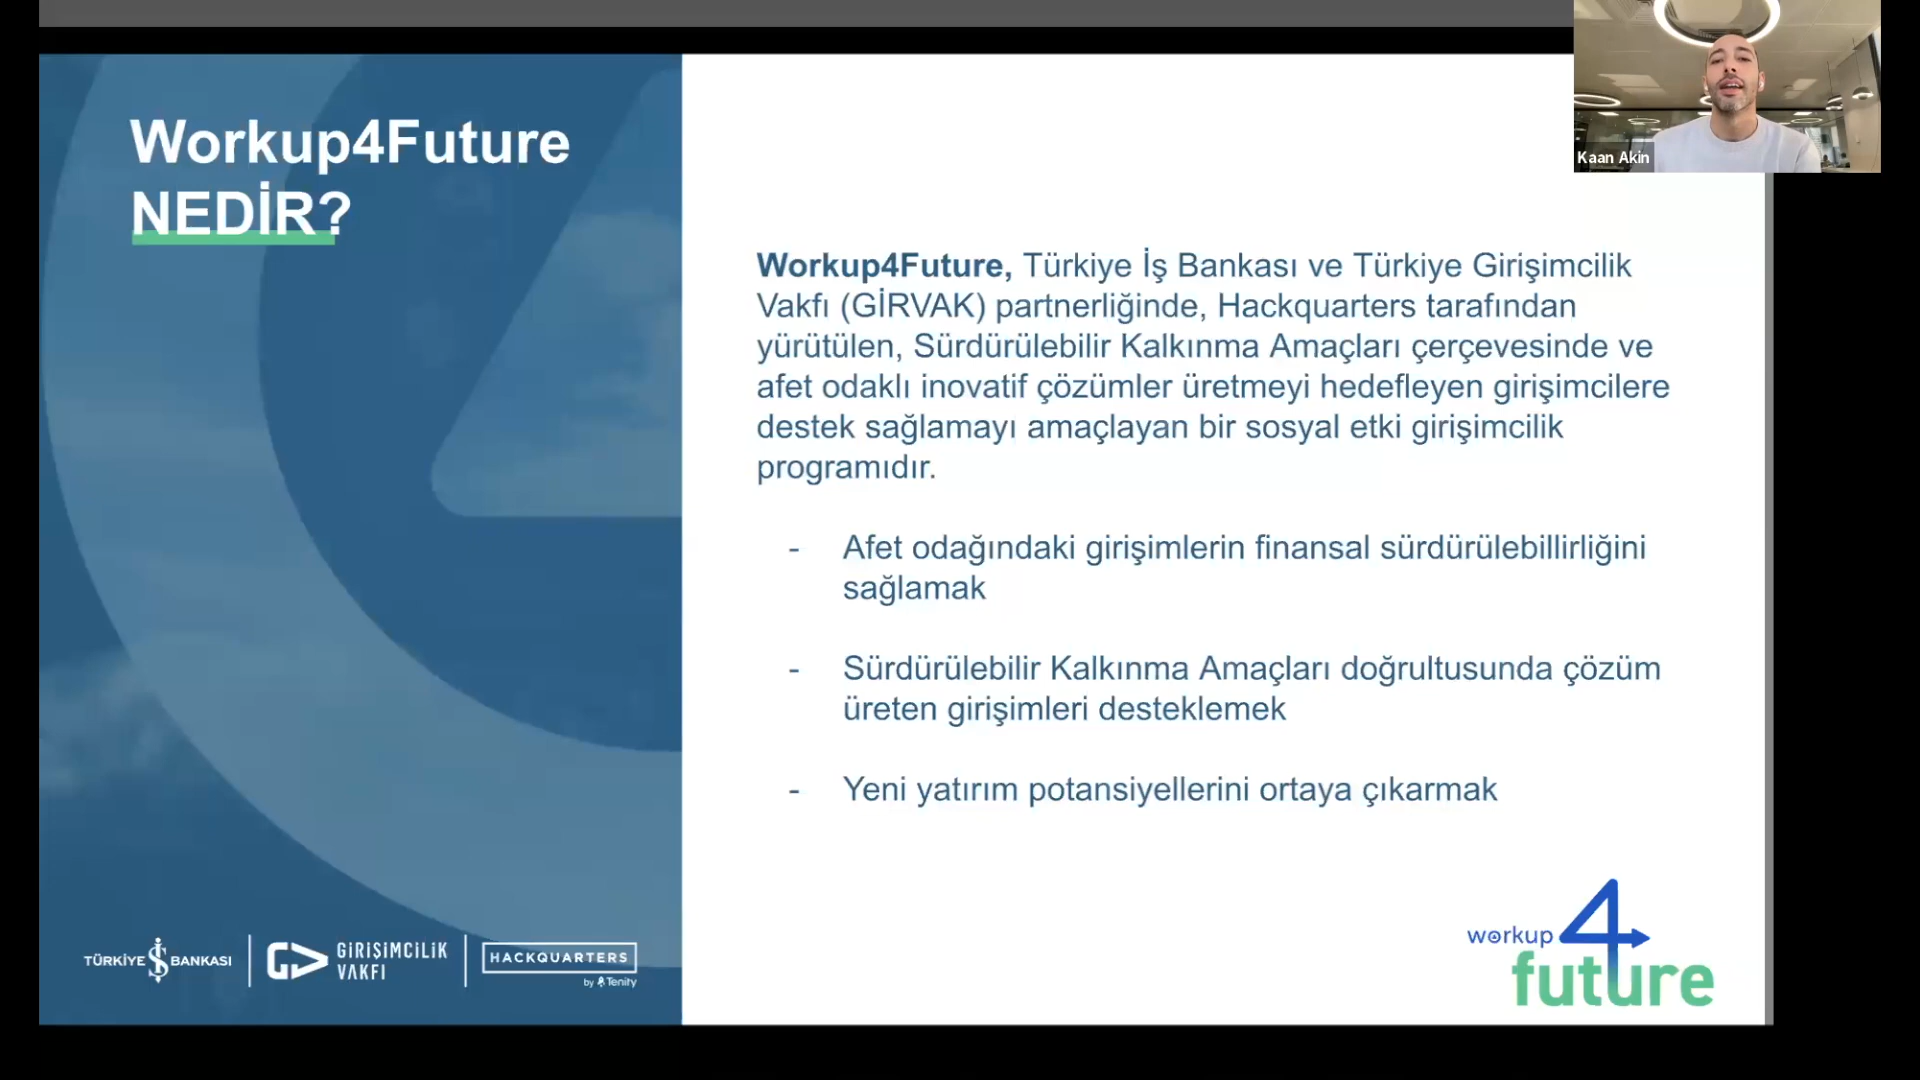 Workup4Future
NEDİR?
Kaan Akin
Workup4Future, Türkiye İş Bankası ve Türkiye Girişimcilik
Vakfı (GİRVAK) partnerliğinde, Hackquarters tarafından
yürütülen, Sürdürülebilir Kalkınma Amaçları çerçevesinde ve
afet odaklı inovatif çözümler üretmeyi hedefleyen girişimcilere
destek sağlamayı amaçlayan bir sosyal etki girişimcilik
programıdır.
- Afet odağındaki girişimlerin finansal sürdürülebillirliğini
sağlamak
- Sürdürülebilir Kalkınma Amaçları doğrultusunda çözüm
üreten girişimleri desteklemek
- Yeni yatırım potansiyellerini ortaya çıkarmak
TÜRKİYE İŞ BANKASI
GİRİŞİMCİLİK
VAKFI
HACKQUARTERS
by Tenity
workup 4
future